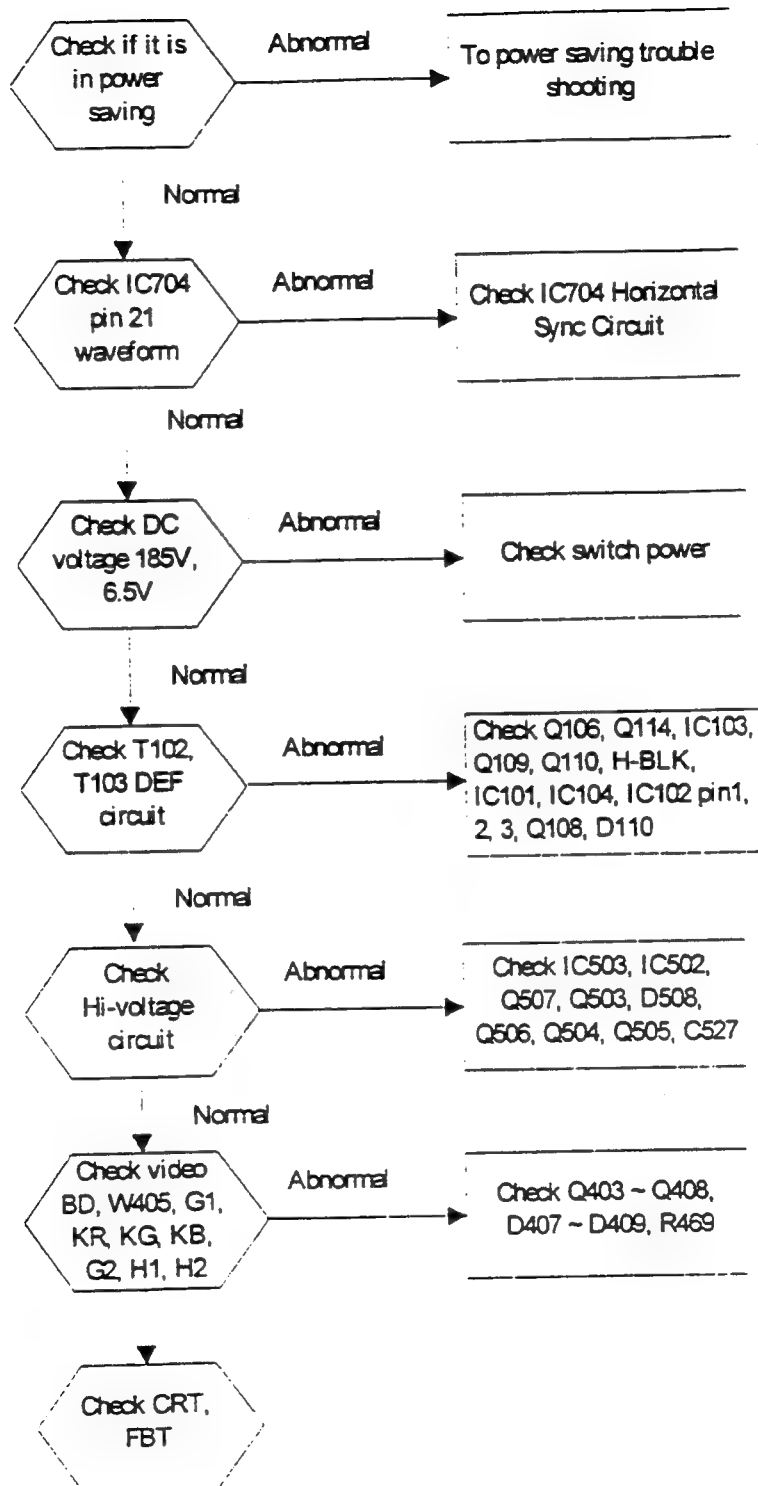 Check if it is
in power
saving
Abnormal
To power saving trouble
shooting
Normal
Check IC704
pin 21
waveform
Abnormal
Check IC704 Horizontal
Sync Circuit
Normal
Check DC
voltage 185V,
6.5V
Abnormal
Check switch power
Normal
Check T102,
T103 DEF
circuit
Abnormal
Check Q106, Q114, IC103,
Q109, Q110, H-BLK,
IC101, IC104, IC102 pin1,
2, 3, Q108, D110
Normal
Check
Hi-voltage
circuit
Abnormal
Check IC503, IC502,
Q507, Q503, D508,
Q506, Q504, Q505, C527
Normal
Check video
BD, W405, G1,
KR, KG, KB,
G2, H1, H2
Abnormal
Check Q403 ~ Q408,
D407 ~ D409, R469
Check CRT,
FBT